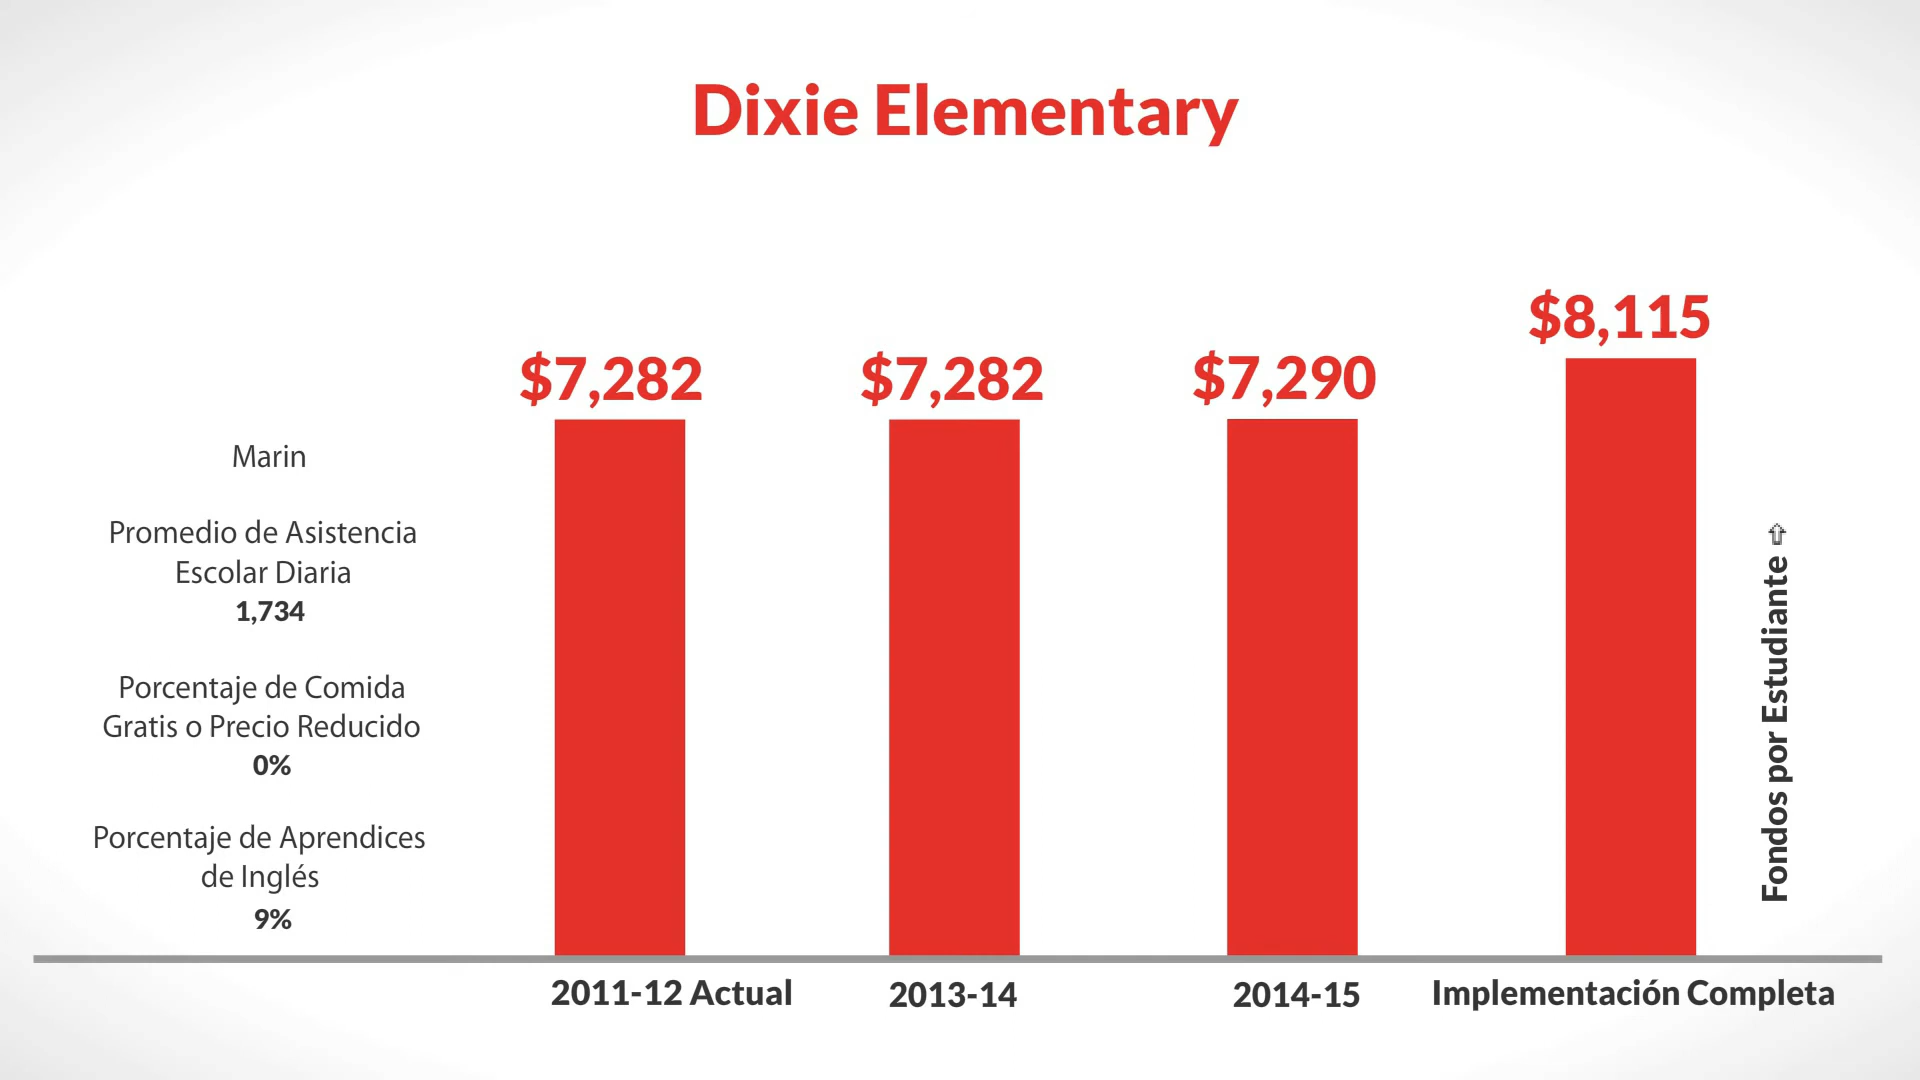 Dixie Elementary
$7,282
$7,282
$7,290
$8,115
Marin
Promedio de Asistencia
Escolar Diaria
1,734
Porcentaje de Comida
Gratis o Precio Reducido
0%
Porcentaje de Aprendices
de Inglés
9%
Fondos por Estudiante ⇧
2011-12 Actual
2013-14
2014-15
Implementación Completa